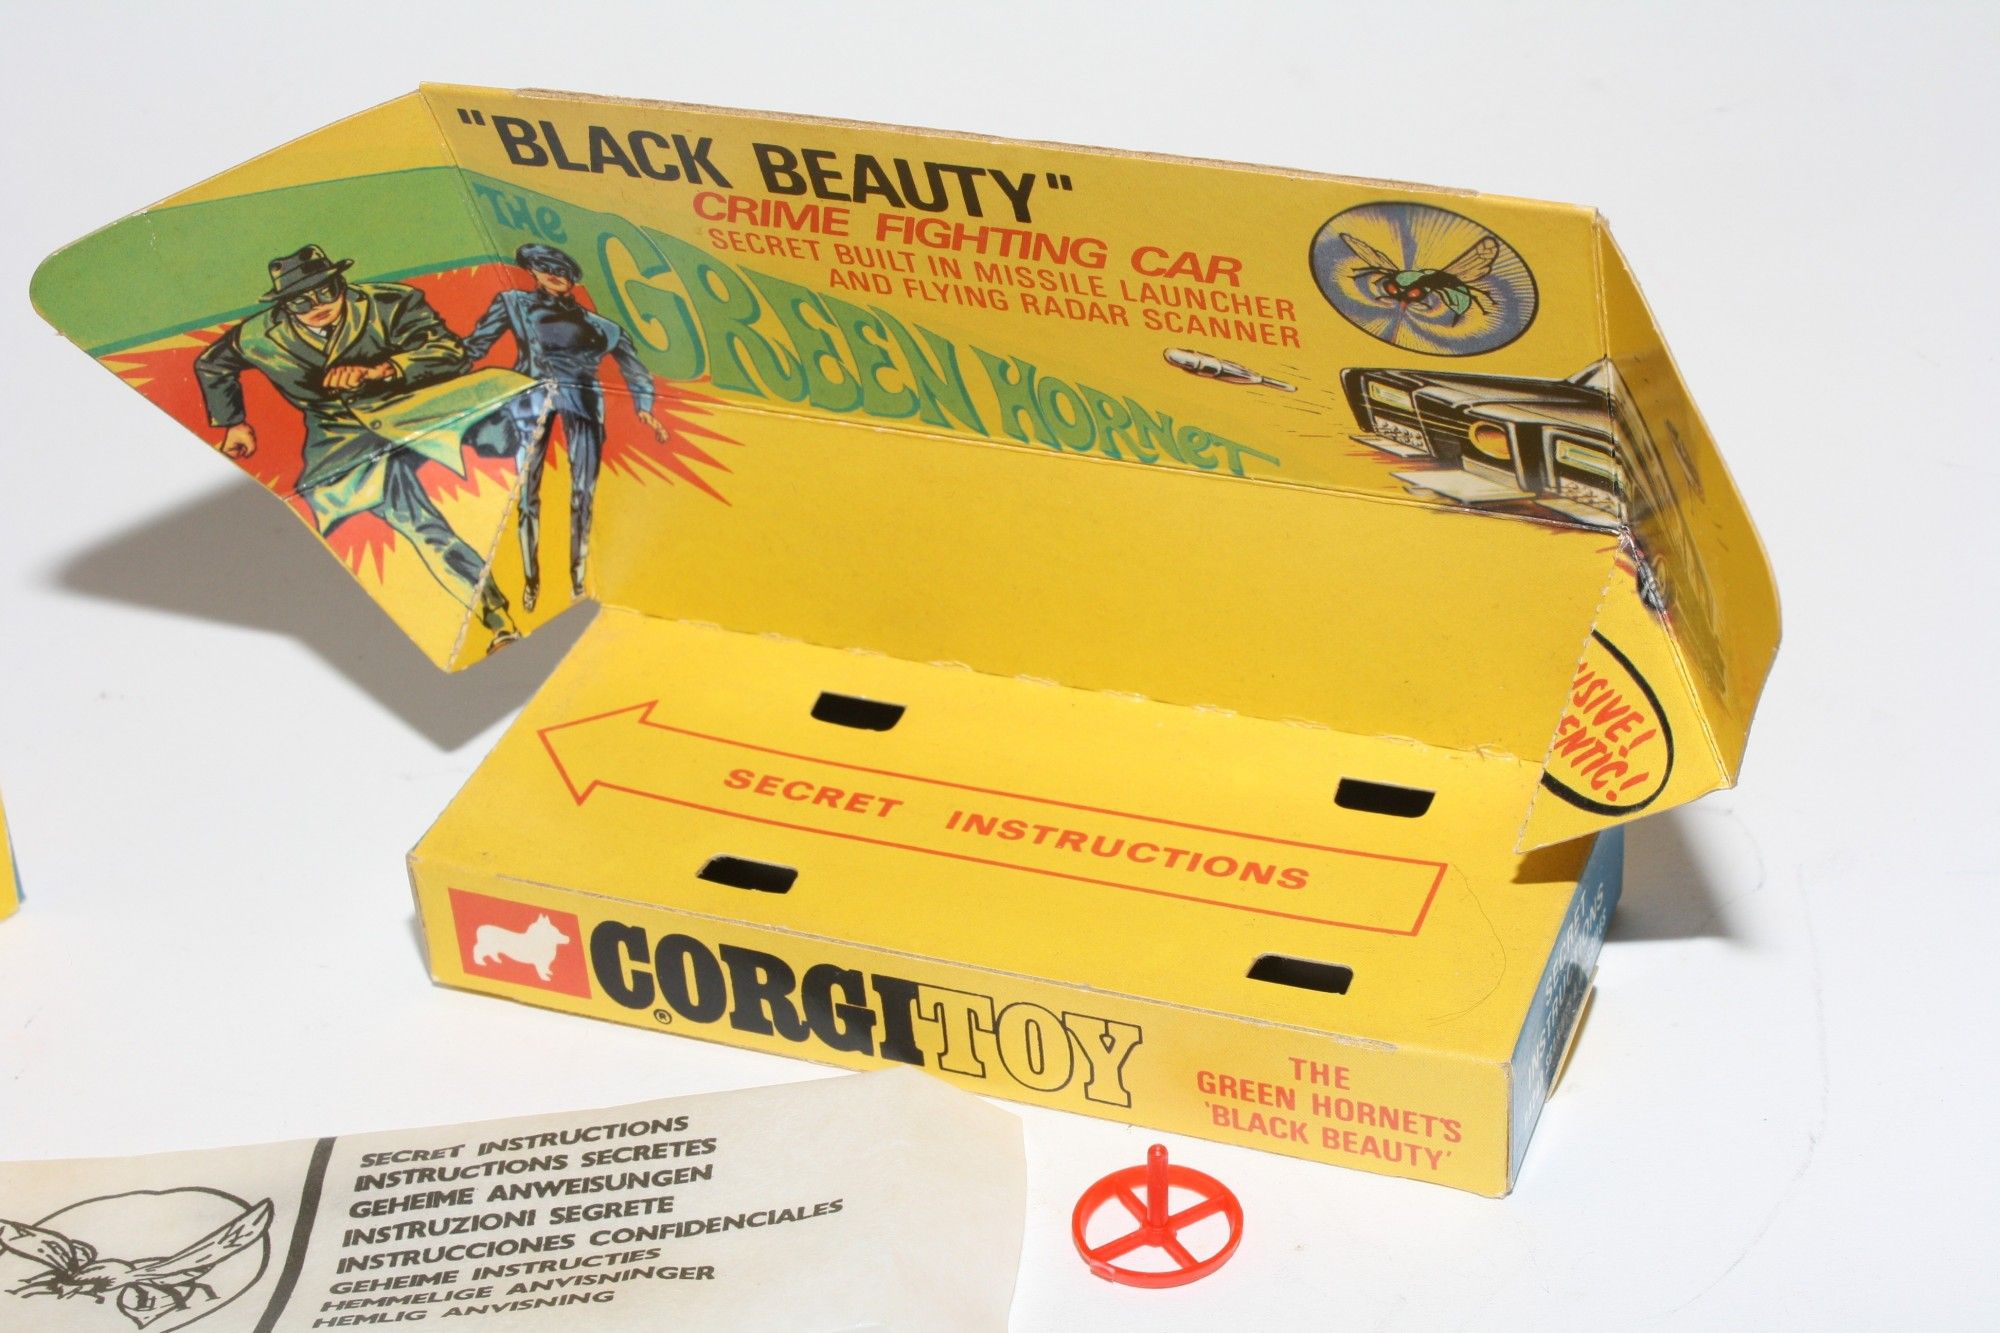 "BLACK BEAUTY"
CRIME FIGHTING CAR
SECRET BUILT IN MISSILE LAUNCHER
AND FLYING RADAR SCANNER
THE
GREEN HORNET
SECRET INSTRUCTIONS
CORGI TOY
®
THE
GREEN HORNET'S
'BLACK BEAUTY'
SECRET
SECRET INSTRUCTIONS
INSTRUCTIONS SECRETES
GEHEIME ANWEISUNGEN
INSTRUZIONI SEGRETE
INSTRUCCIONES CONFIDENCIALES
GEHEIME INSTRUCTIES
HEMMELIGE ANVISNINGER
HEMLIG ANVISNING